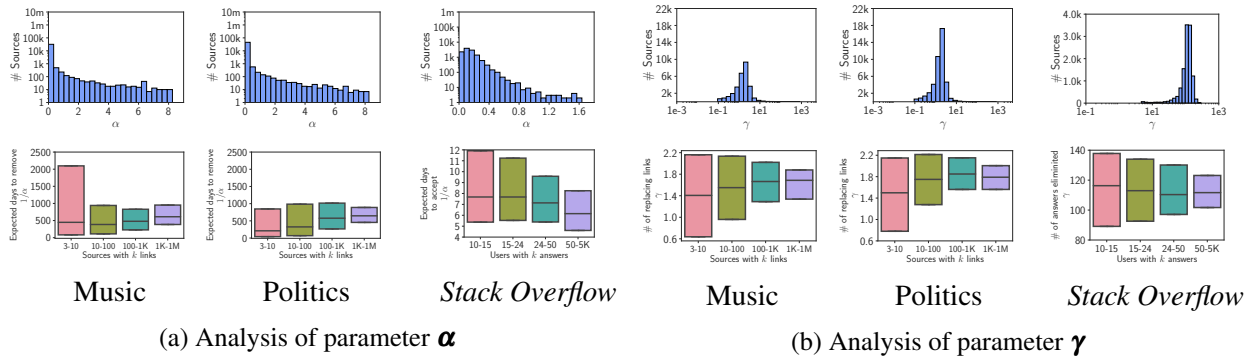 10m
1m
100k
10k
1k
100
10
1
# Sources
0 2 4 6 8
α
10m
1m
100k
10k
1k
100
10
1
# Sources
0 2 4 6 8
α
10m
1m
100k
10k
1k
100
10
1
# Sources
0 0.4 0.8 1.2 1.6
α
2500
2000
1500
1000
500
0
Expected days to remove
1/α
3-10 10-100 100-1K 1K-1M
Sources with k links
2500
2000
1500
1000
500
0
Expected days to remove
1/α
3-10 10-100 100-1K 1K-1M
Sources with k links
12
11
10
9
8
7
6
5
4
Expected days
to accept
1/α
10-15 15-24 24-50 50-5K
Users with k answers
Music Politics Stack Overflow
(a) Analysis of parameter α
22k
18k
14k
10k
6k
2k
# Sources
1e-3 1e-1 1e1 1e3
γ
22k
18k
14k
10k
6k
2k
# Sources
1e-3 1e-1 1e1 1e3
γ
4.0k
3.0k
2.0k
1.0k
0
# Sources
1e-3 1e-1 1e1 1e3
γ
2.2
1.8
1.4
1.0
0.6
# of replacing links
γ
3-10 10-100 100-1K 1K-1M
Sources with k links
2.2
1.8
1.4
1.0
0.6
# of replacing links
γ
3-10 10-100 100-1K 1K-1M
Sources with k links
140
120
100
80
# of answers eliminited
γ
10-15 15-24 24-50 50-5K
Users with k answers
Music Politics Stack Overflow
(b) Analysis of parameter γ